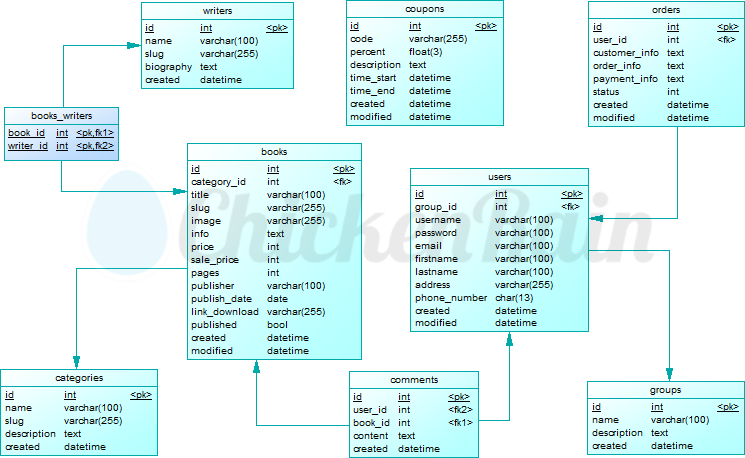 writers
id int <pk>
name varchar(100)
slug varchar(255)
biography text
created datetime
coupons
id int <pk>
code varchar(255)
percent float(3)
description text
time_start datetime
time_end datetime
created datetime
modified datetime
orders
id int <pk>
user_id int <fk>
customer_info text
order_info text
payment_info text
status int
created datetime
modified datetime
books_writers
book_id int <pk,fk1>
writer_id int <pk,fk2>
books
id int <pk>
category_id int <fk>
title varchar(100)
slug varchar(255)
image varchar(255)
info text
price int
sale_price int
pages int
publisher varchar(100)
publish_date date
link_download varchar(255)
published bool
created datetime
modified datetime
users
id int <pk>
group_id int <fk>
username varchar(100)
password varchar(100)
email varchar(100)
firstname varchar(100)
lastname varchar(100)
address varchar(255)
phone_number char(13)
created datetime
modified datetime
ChickenRain
categories
id int <pk>
name varchar(100)
slug varchar(255)
description text
created datetime
comments
id int <pk>
user_id int <fk2>
book_id int <fk1>
content text
created datetime
groups
id int <pk>
name varchar(100)
description text
created datetime